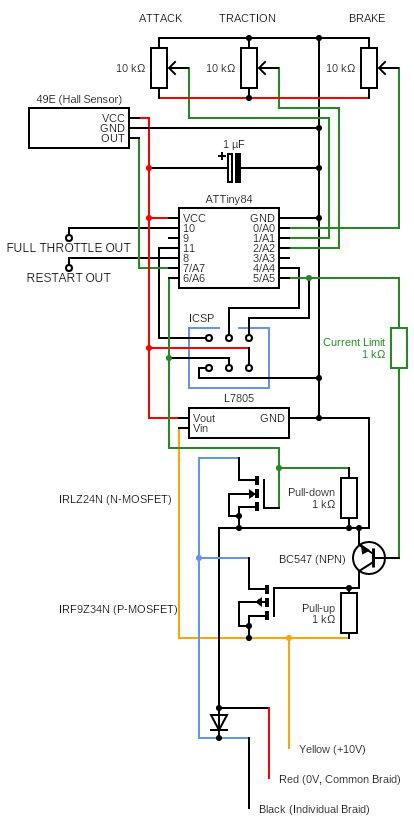 ATTACK
TRACTION
BRAKE
10 kΩ
10 kΩ
10 kΩ
49E (Hall Sensor)
VCC
GND
OUT
1 µF
ATTiny84
VCC
10
9
11
8
7/A7
6/A6
GND
0/A0
1/A1
2/A2
3/A3
4/A4
5/A5
FULL THROTTLE OUT
RESTART OUT
ICSP
Current Limit
1 kΩ
L7805
Vout
Vin
GND
IRLZ24N (N-MOSFET)
Pull-down
1 kΩ
BC547 (NPN)
IRF9Z34N (P-MOSFET)
Pull-up
1 kΩ
Yellow (+10V)
Red (0V, Common Braid)
Black (Individual Braid)